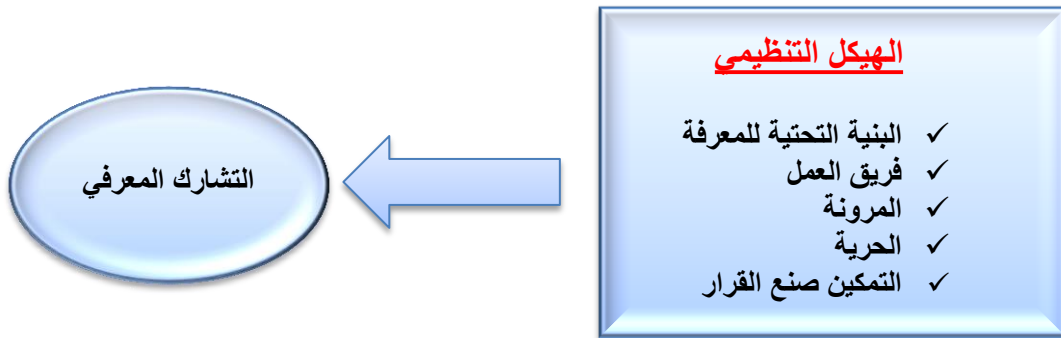 الهيكل التنظيمي
✓ البنية التحتية للمعرفة
✓ فريق العمل
✓ المرونة
✓ الحرية
✓ التمكين صنع القرار
التشارك المعرفي